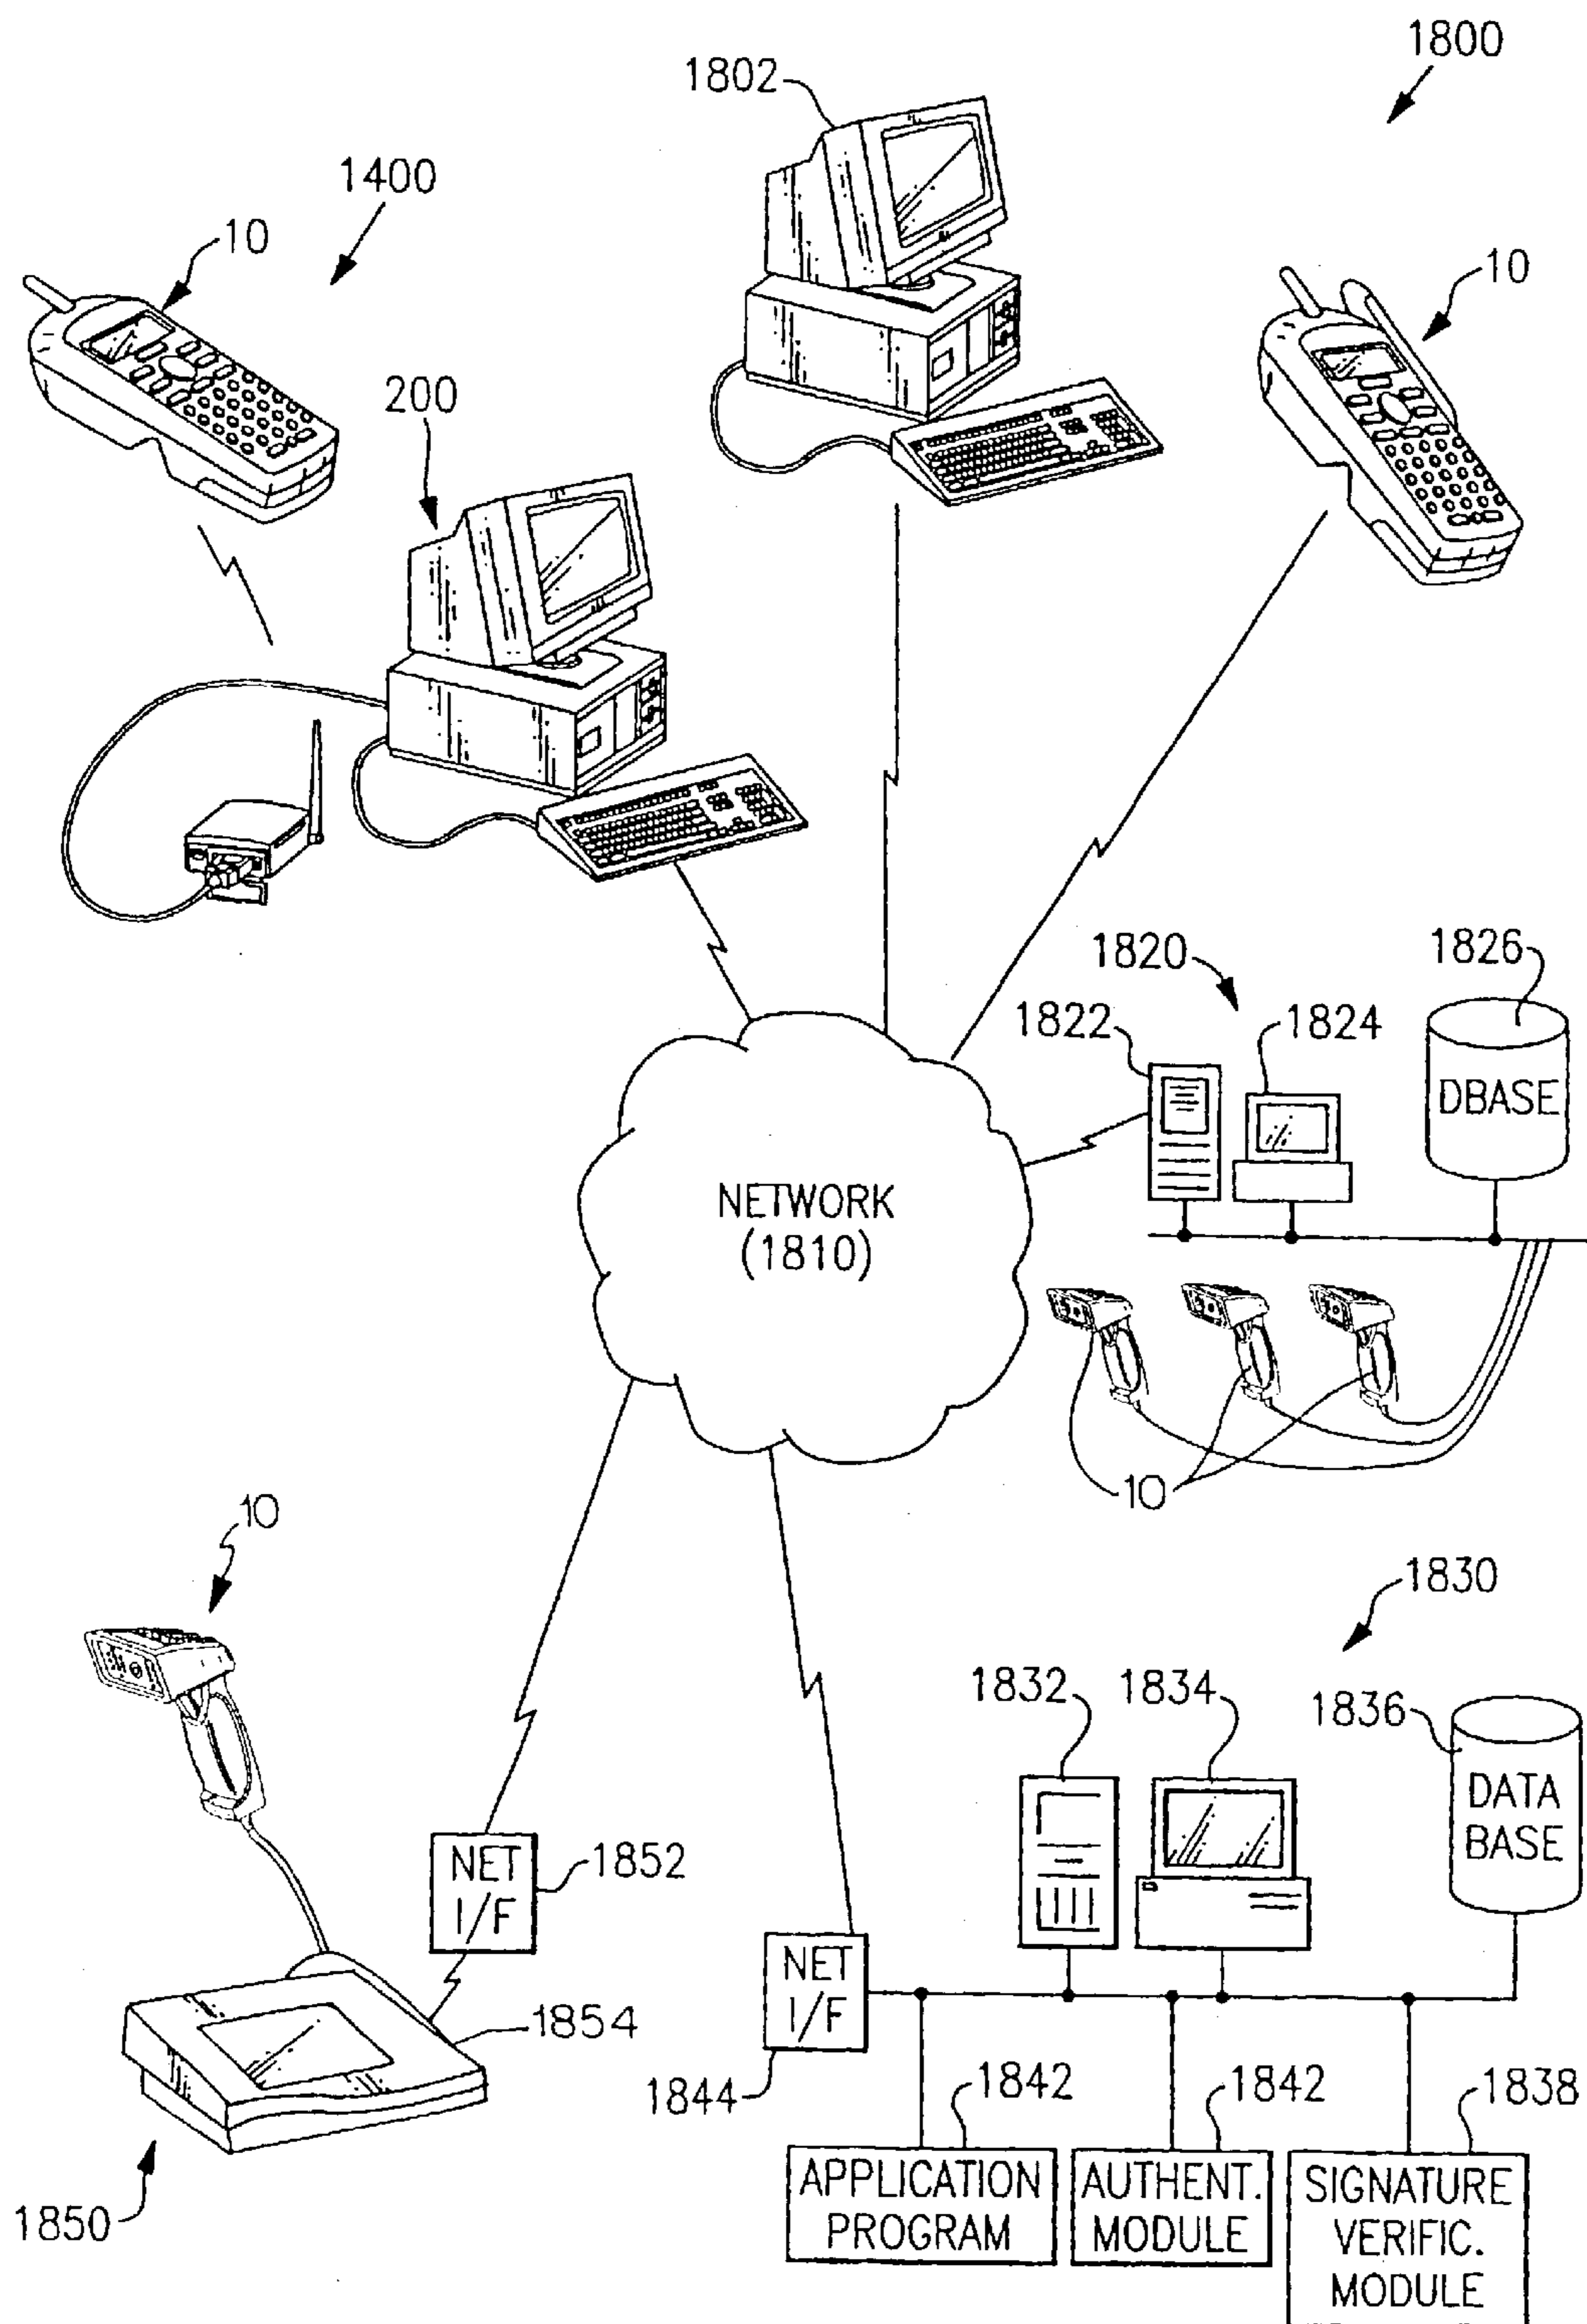 1800
1802
1400
10
10
200
1820
1826
1822
1824
DBASE
NETWORK
(1810)
10
10
1830
1832
1834
1836
DATA
BASE
NET
I/F
1852
NET
I/F
1854
1844
1842
1842
1838
1850
APPLICATION
PROGRAM
AUTHENT.
MODULE
SIGNATURE
VERIFIC.
MODULE